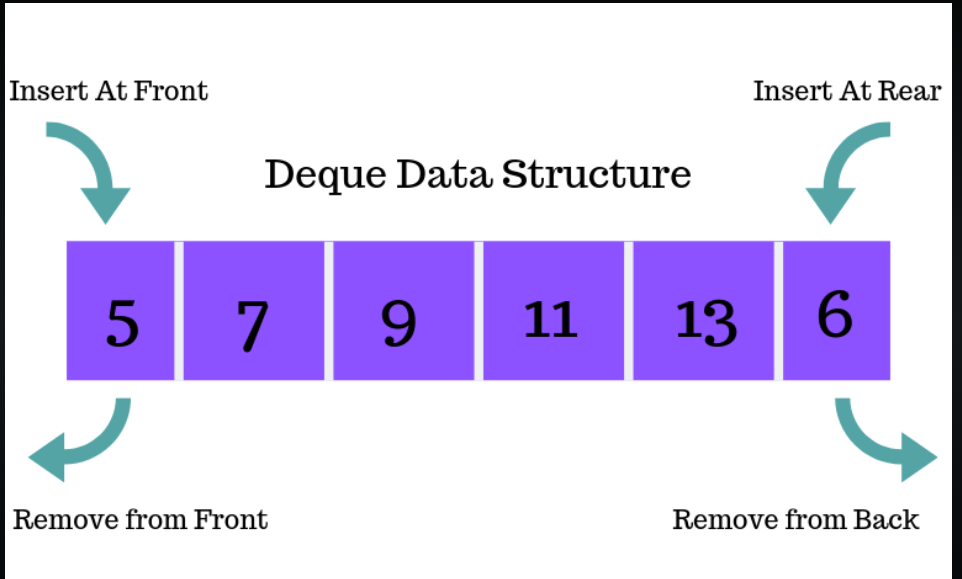 Insert At Front
Insert At Rear
Deque Data Structure
5 7 9 11 13 6
Remove from Front
Remove from Back